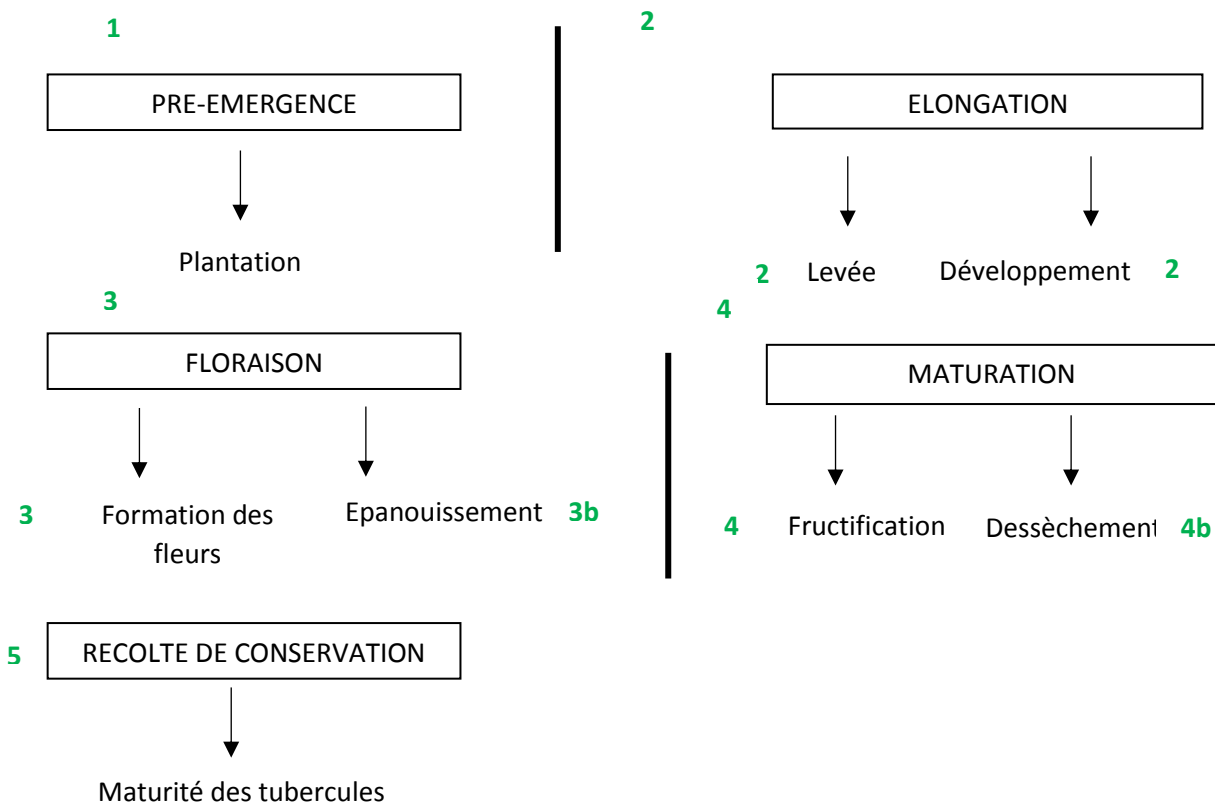 1
PRE-EMERGENCE
Plantation
2
ELONGATION
2 Levée Développement 2
3
FLORAISON
3 Formation des
fleurs
Epanouissement 3b
4
MATURATION
4 Fructification Dessèchement 4b
5 RECOLTE DE CONSERVATION
Maturité des tubercules